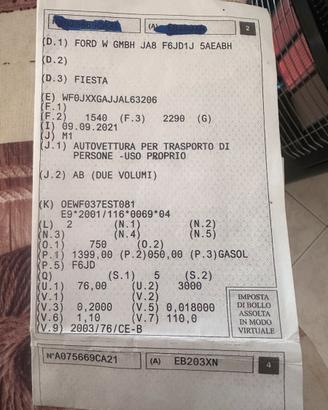 (A) 2
(D.1) FORD W GMBH JA8 F6JD1J 5AEABH
(D.2)
(D.3) FIESTA
(E) WF0JXXGAJJAL63206
(F.1)
(F.2) 1540 (F.3) 2290 (G)
(I) 09.09.2021
(J) M1
(J.1) AUTOVETTURA PER TRASPORTO DI
PERSONE -USO PROPRIO
(J.2) AB (DUE VOLUMI)
(K) OEWF037EST081
E9*2001/116*0069*04
(L) 2 (N.1) (N.2)
(N.3) (N.4) (N.5)
(O.1) 750 (O.2)
(P.1) 1399,00 (P.2)050,00 (P.3)GASOL
(P.5) F6JD
(Q) (S.1) 5 (S.2)
(U.1) 76,00 (U.2) 3000
(V.1) (V.2)
(V.3) 0,2000 (V.5) 0,018000
(V.6) 1,10 (V.7) 110,0
(V.9) 2003/76/CE-B
IMPOSTA
DI BOLLO
ASSOLTA
IN MODO
VIRTUALE
N°A075669CA21 (A) EB203XN 4